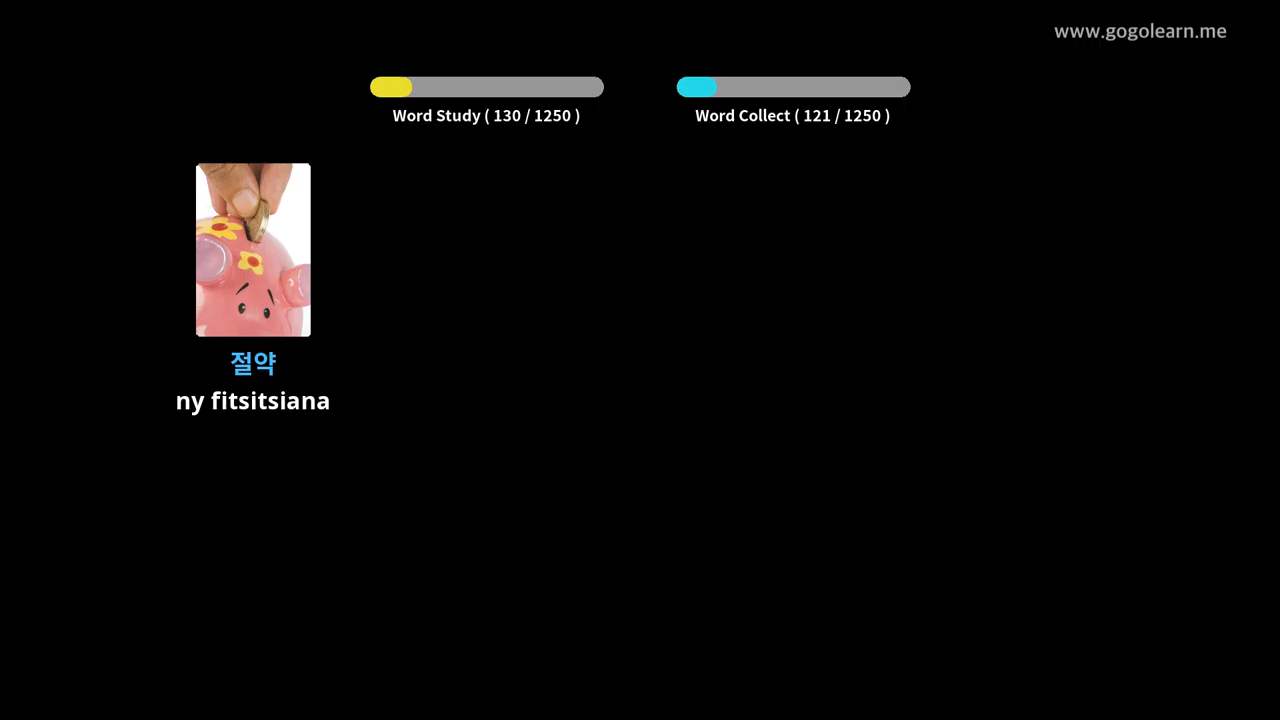 www.gogolearn.me
Word Study ( 130 / 1250 )
Word Collect ( 121 / 1250 )
절약
ny fitsitsiana